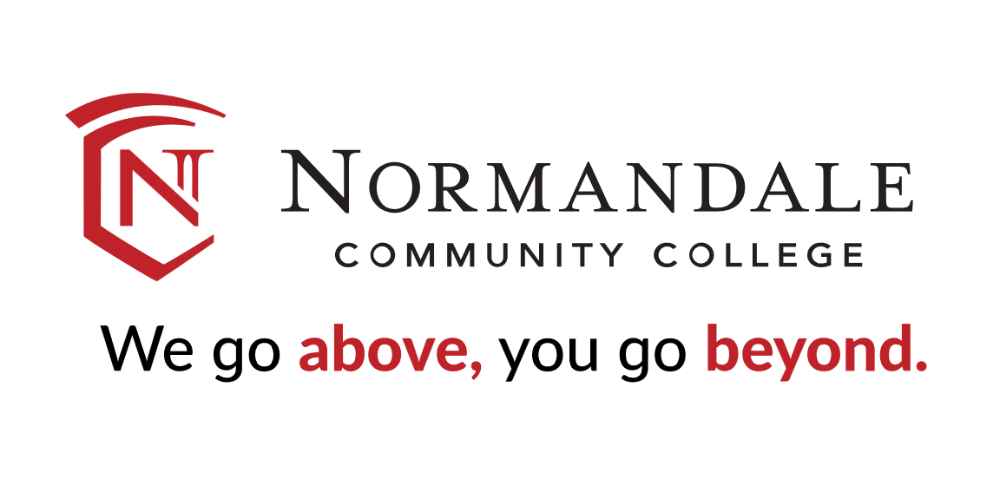 N
NORMANDALE
COMMUNITY COLLEGE
We go above, you go beyond.